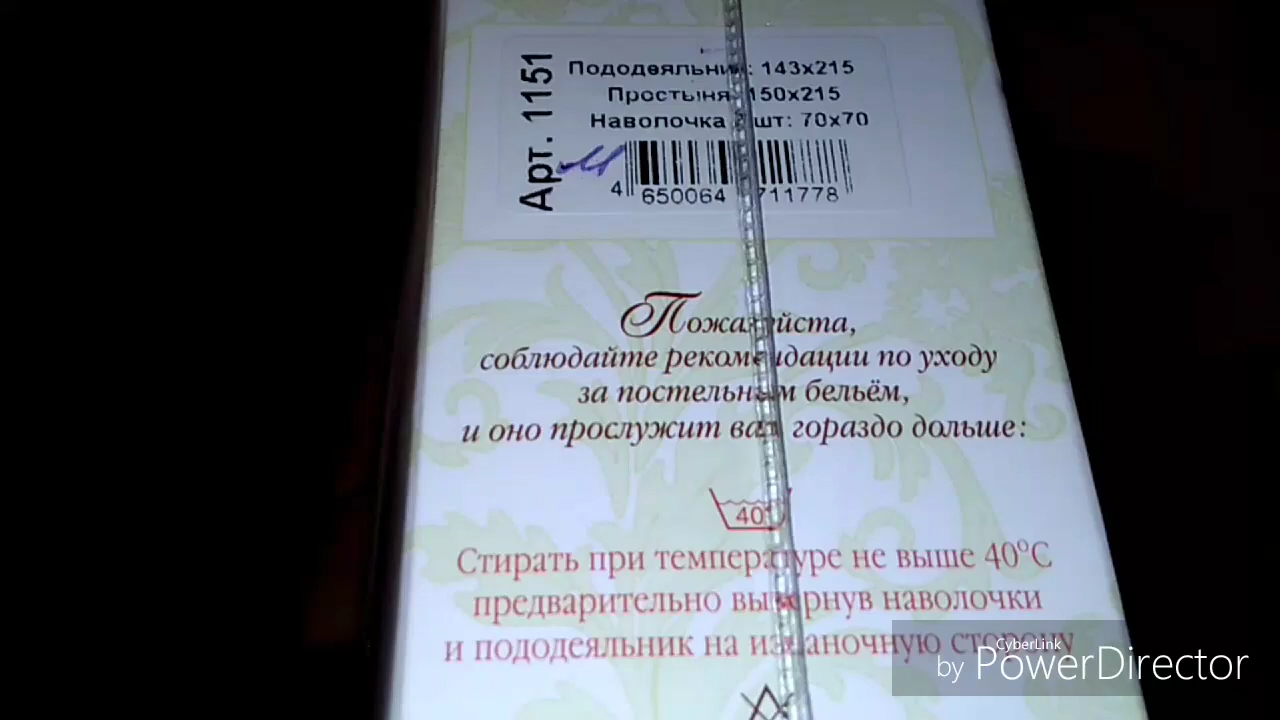 Арт. 1151
Пододеяльник: 143x215
Простыня: 150x215
Наволочка 2 шт: 70x70
4 650064 711778
Пожалуйста,
соблюдайте рекомендации по уходу
за постельным бельём,
и оно прослужит вам гораздо дольше:
40°
Стирать при температуре не выше 40°С
предварительно вывернув наволочки
и пододеяльник на изнаночную сторону
CyberLink
by PowerDirector